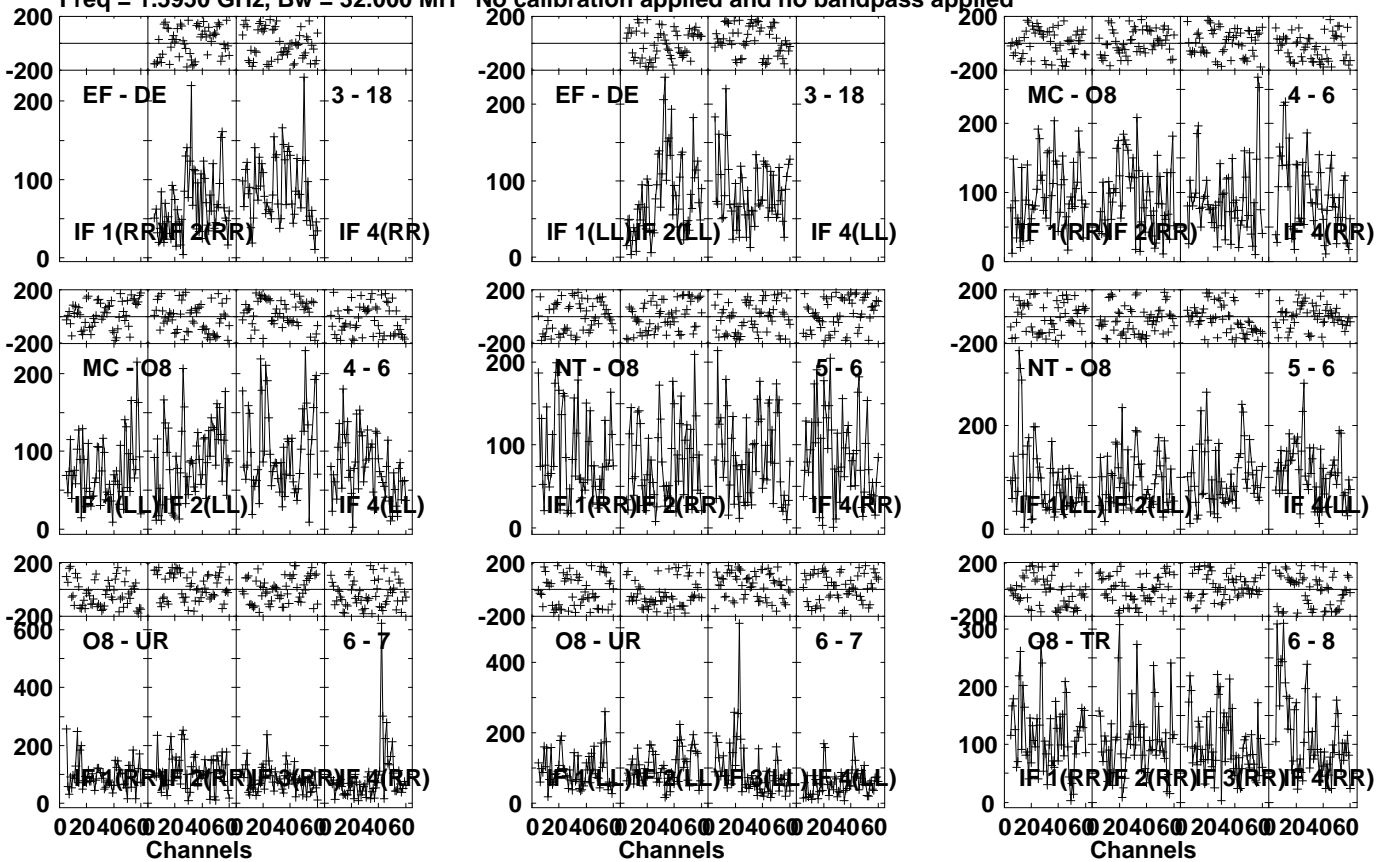 Freq = 1.5950 GHz, Bw = 32.000 MH No calibration applied and no bandpass applied
200
-200
200
100
0
EF - DE
3 - 18
IF 1(RR)
IF 2(RR)
IF 4(RR)
200
-200
200
100
0
EF - DE
3 - 18
IF 1(LL)
IF 2(LL)
IF 4(LL)
200
-200
200
100
0
MC - O8
4 - 6
IF 1(RR)
IF 2(RR)
IF 4(RR)
200
-200
200
100
0
MC - O8
4 - 6
IF 1(LL)
IF 2(LL)
IF 4(LL)
200
-200
200
100
0
NT - O8
5 - 6
IF 1(RR)
IF 2(RR)
IF 4(RR)
200
-200
200
0
NT - O8
5 - 6
IF 1(LL)
IF 2(LL)
IF 4(LL)
200
-200
600
400
200
0
O8 - UR
6 - 7
IF 1(RR)
IF 2(RR)
IF 3(RR)
IF 4(RR)
0 20 40 60 0 20 40 60 0 20 40 60 0 20 40 60
Channels
200
-200
400
200
0
O8 - UR
6 - 7
IF 1(LL)
IF 2(LL)
IF 3(LL)
IF 4(LL)
0 20 40 60 0 20 40 60 0 20 40 60 0 20 40 60
Channels
200
-200
300
200
100
0
O8 - TR
6 - 8
IF 1(RR)
IF 2(RR)
IF 3(RR)
IF 4(RR)
0 20 40 60 0 20 40 60 0 20 40 60 0 20 40 60
Channels